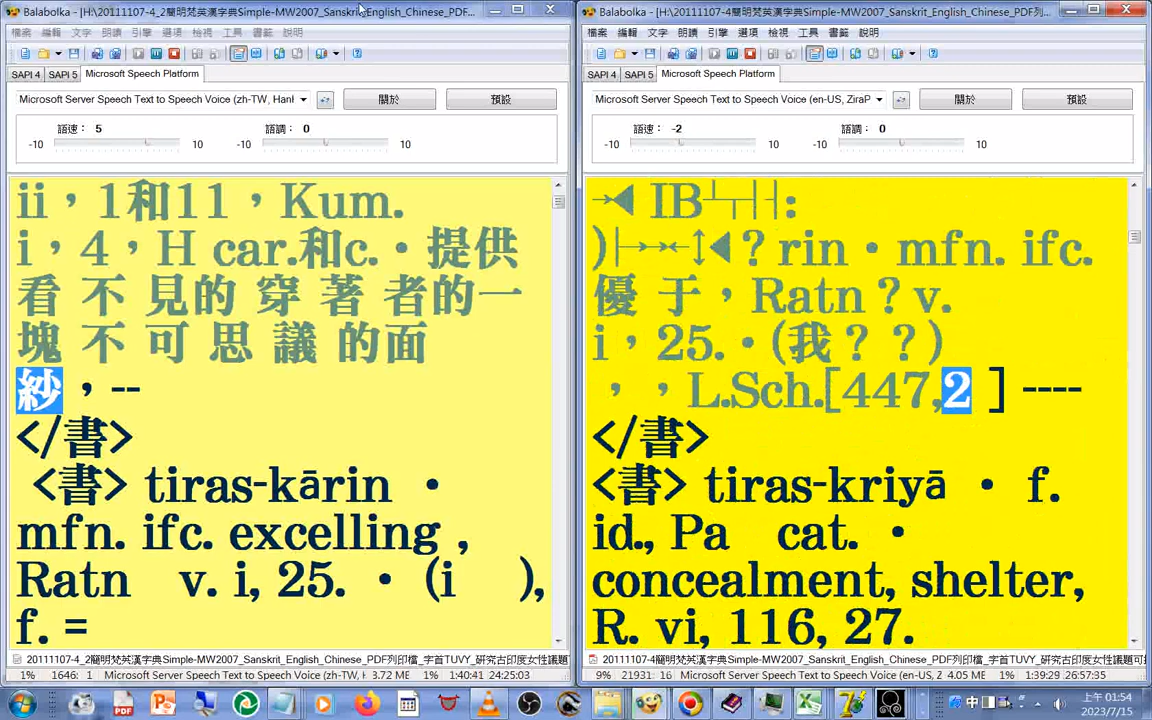 Balabolka - [H:\20111107-4_2簡明梵英漢字典Simple-MW2007_Sanskrit_English_Chinese_PDF...
檔案 編輯 文字 朗讀 引擎 選項 檢視 工具 書籤 說明
SAPI 4 SAPI 5 Microsoft Speech Platform
Microsoft Server Speech Text to Speech Voice (zh-TW, Hanl
關於 預設
語速： 5 語調： 0
-10 10 -10 10
ii，1和11，Kum.
i，4，H car.和c.‧提供
看 不 見的 穿 著 者的一
塊 不 可 思 議 的面
紗 ，--
</書>
<書> tiras-kārin ‧
mfn. ifc. excelling ,
Ratn v. i, 25. ‧ (i ),
f. =
20111107-4_2簡明梵英漢字典Simple-MW2007_Sanskrit_English_Chinese_PDF列印檔_字首TUVY_研究古印度女性議題
1% 1646: 1 Microsoft Server Speech Text to Speech Voice (zh-TW, H 3.72 ME 1% 1:40:41 24:25:03
Balabolka - [H:\20111107-4簡明梵英漢字典Simple-MW2007_Sanskrit_English_Chinese_PDF列...
檔案 編輯 文字 朗讀 引擎 選項 檢視 工具 書籤 說明
SAPI 4 SAPI 5 Microsoft Speech Platform
Microsoft Server Speech Text to Speech Voice (en-US, ZiraP
關於 預設
語速： -2 語調： 0
-10 10 -10 10
IB┴┬┤┤:
)├→←↕◀？rin‧mfn. ifc.
優 于，Ratn？v.
i，25.‧(我？？)
，，L.Sch.[447,2 ] ----
</書>
<書> tiras-kriyā ‧ f.
id., Pa cat. ‧
concealment, shelter,
R. vi, 116, 27.
20111107-4簡明梵英漢字典Simple-MW2007_Sanskrit_English_Chinese_PDF列印檔_字首TUVY_研究古印度女性議題可
9% 21931: 16 Microsoft Server Speech Text to Speech Voice (en-US, Z 4.05 ME 1% 1:39:29 26:57:35
中
上午 01:54
2023/7/15